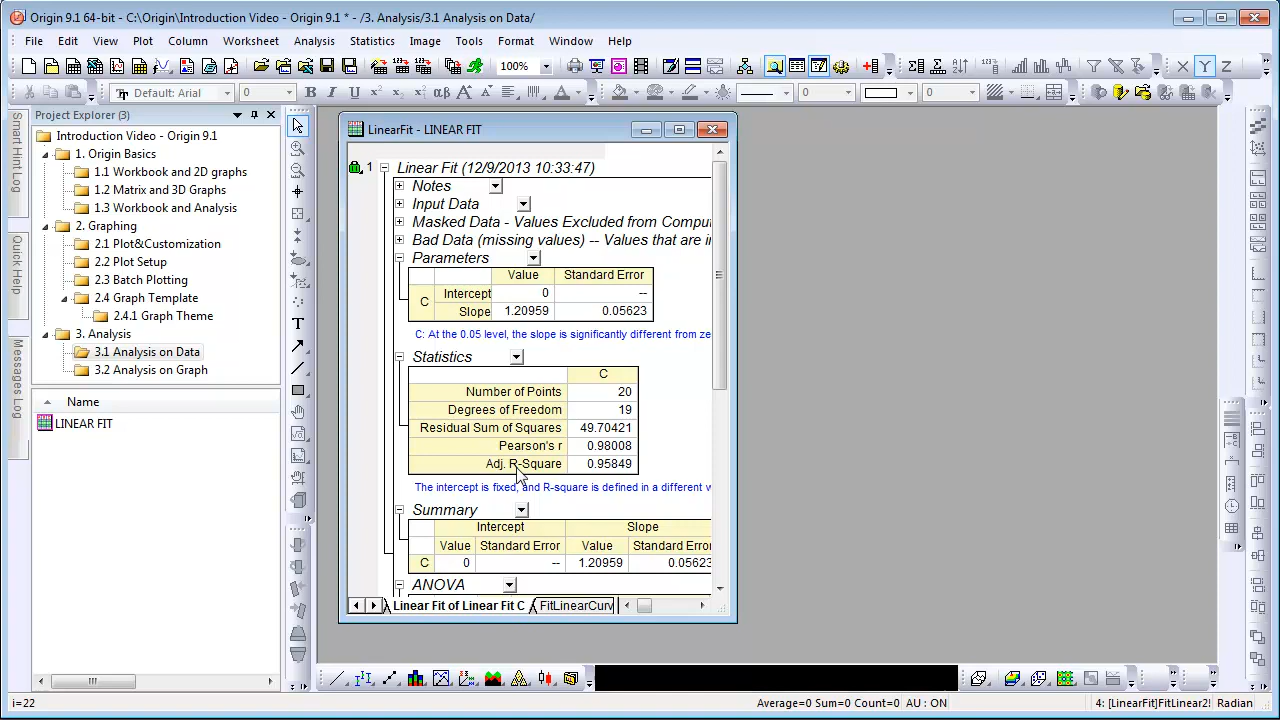 Origin 9.1 64-bit - C:\Origin\Introduction Video - Origin 9.1 * - /3. Analysis/3.1 Analysis on Data/
File Edit View Plot Column Worksheet Analysis Statistics Image Tools Format Window Help
100%
X Y Z
Default: Arial 0 B I U 0 0
Project Explorer (3)
Introduction Video - Origin 9.1
1. Origin Basics
1.1 Workbook and 2D graphs
1.2 Matrix and 3D Graphs
1.3 Workbook and Analysis
2. Graphing
2.1 Plot&Customization
2.2 Plot Setup
2.3 Batch Plotting
2.4 Graph Template
2.4.1 Graph Theme
3. Analysis
3.1 Analysis on Data
3.2 Analysis on Graph
Name
LINEAR FIT
Smart Hint Log
Quick Help
Messages Log
T
LinearFit - LINEAR FIT
1 Linear Fit (12/9/2013 10:33:47)
Notes
Input Data
Masked Data - Values Excluded from Compu
Bad Data (missing values) -- Values that are in
Parameters
Value Standard Error
C Intercept 0 --
Slope 1.20959 0.05623
C: At the 0.05 level, the slope is significantly different from ze
Statistics
C
Number of Points 20
Degrees of Freedom 19
Residual Sum of Squares 49.70421
Pearson's r 0.98008
Adj. R-Square 0.95849
The intercept is fixed, and R-square is defined in a different w
Summary
Intercept Slope
Value Standard Error Value Standard Error
C 0 -- 1.20959 0.05623
ANOVA
Linear Fit of Linear Fit C FitLinearCurv
i=22 Average=0 Sum=0 Count=0 AU : ON 4: [LinearFit]FitLinear2! Radian